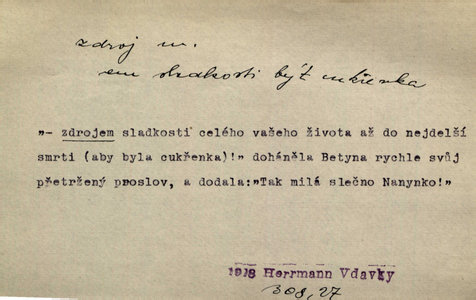 zdroj m.
em sladkosti být cukřenka
„– zdrojem sladkostí celého vašeho života až do nejdelší
smrti (aby byla cukřenka)!" doháněla Betyna rychle svůj
přetržený proslov, a dodala:„Tak milá slečno Nanynko!"
1918 Herrmann Vdavky
308,27